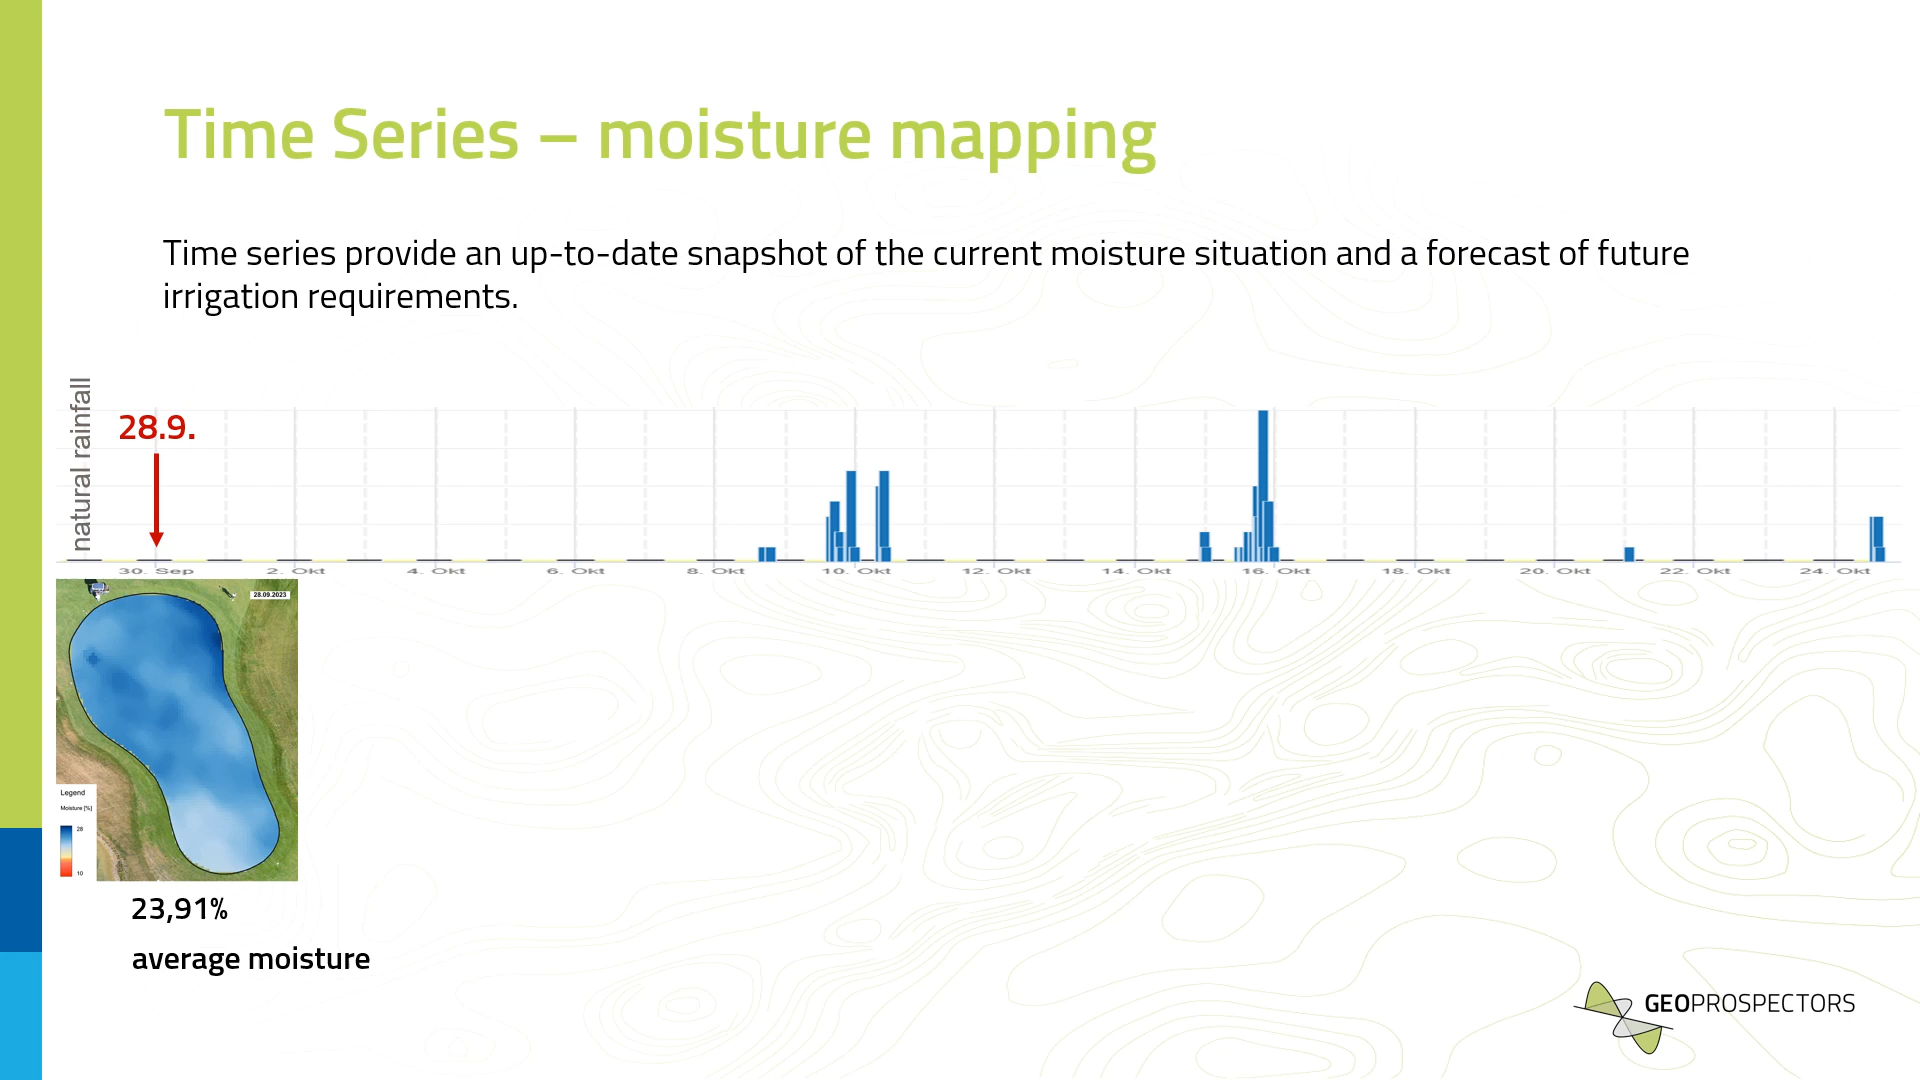 Time Series – moisture mapping
Time series provide an up-to-date snapshot of the current moisture situation and a forecast of future
irrigation requirements.
natural rainfall
28.9.
30. Sep 2. Okt 4. Okt 6. Okt 8. Okt 10. Okt 12. Okt 14. Okt 16. Okt 18. Okt 20. Okt 22. Okt 24. Okt
28.09.2023
Legend
Moisture [%]
28
10
23,91%
average moisture
GEOPROSPECTORS